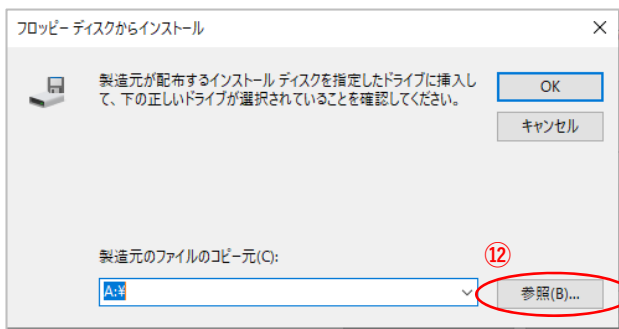 フロッピー ディスクからインストール
製造元が配布するインストール ディスクを指定したドライブに挿入し
て、下の正しいドライブが選択されていることを確認してください。
OK
キャンセル
製造元のファイルのコピー元(C):
⑫
A:¥
参照(B)...